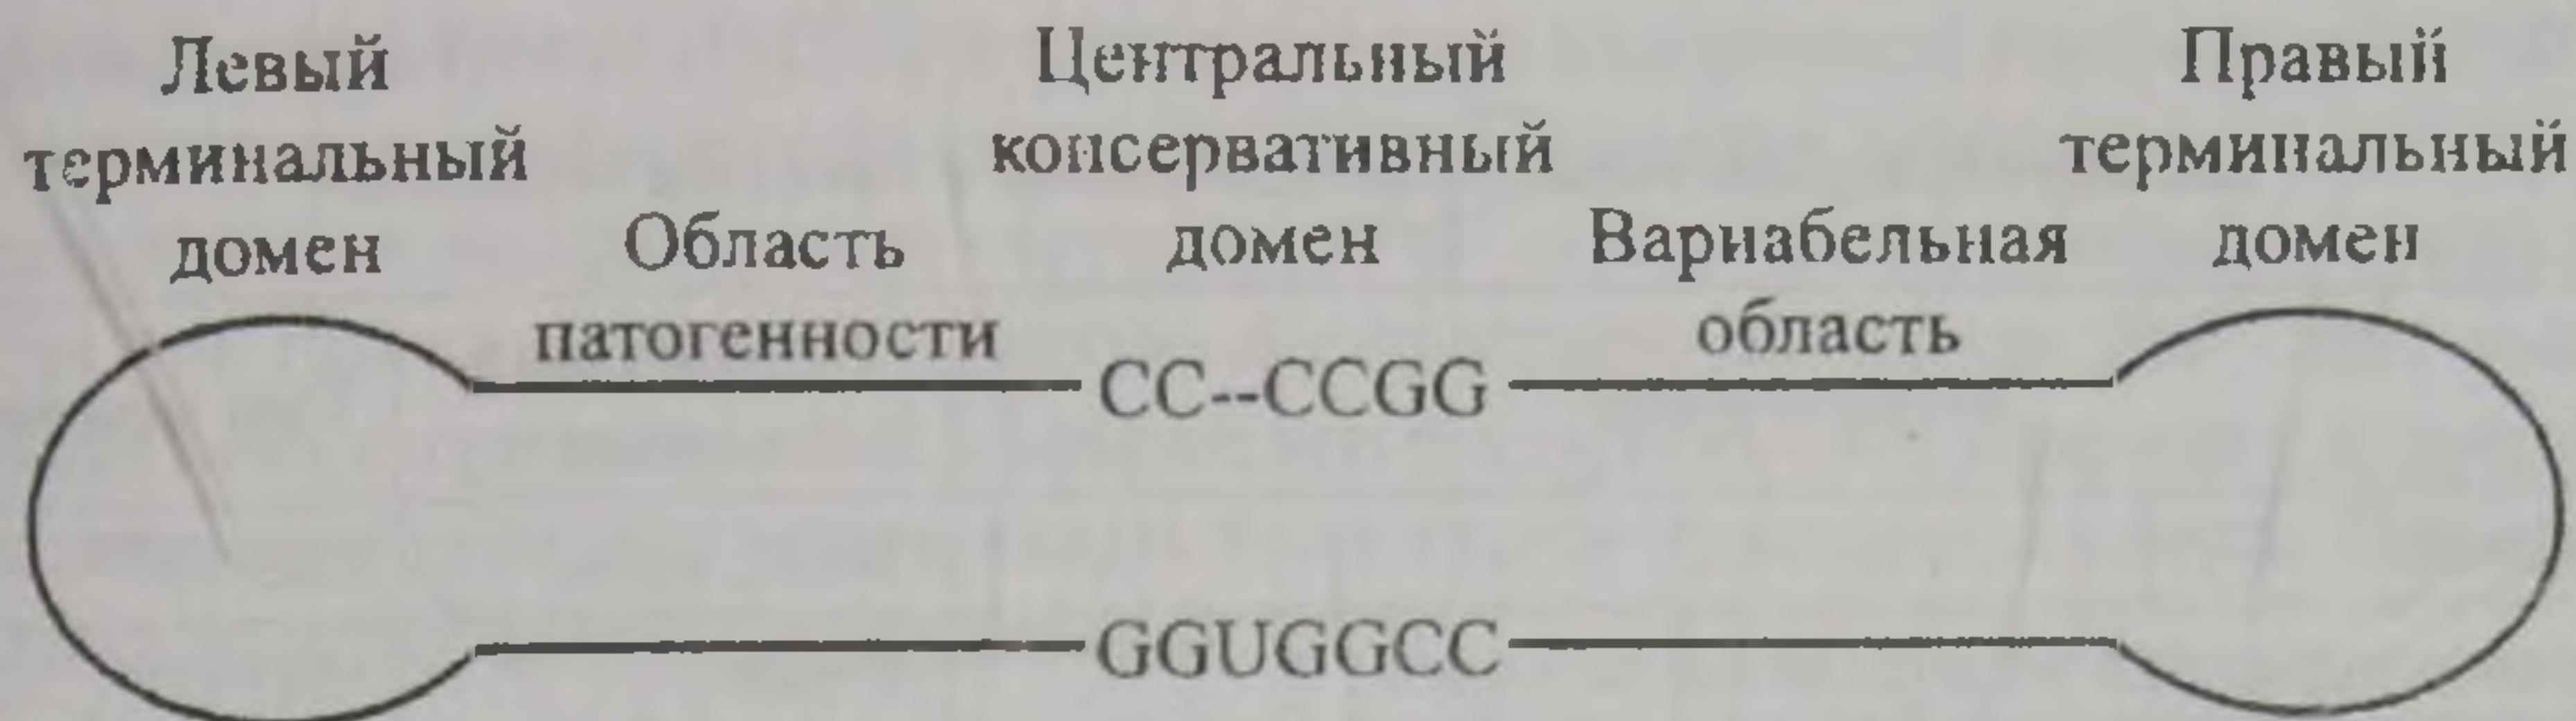 Левый
терминальный
домен
Область
патогенности
Центральный
консервативный
домен
Вариабельная
область
Правый
терминальный
домен
CC--CCGG
GGUGGCC